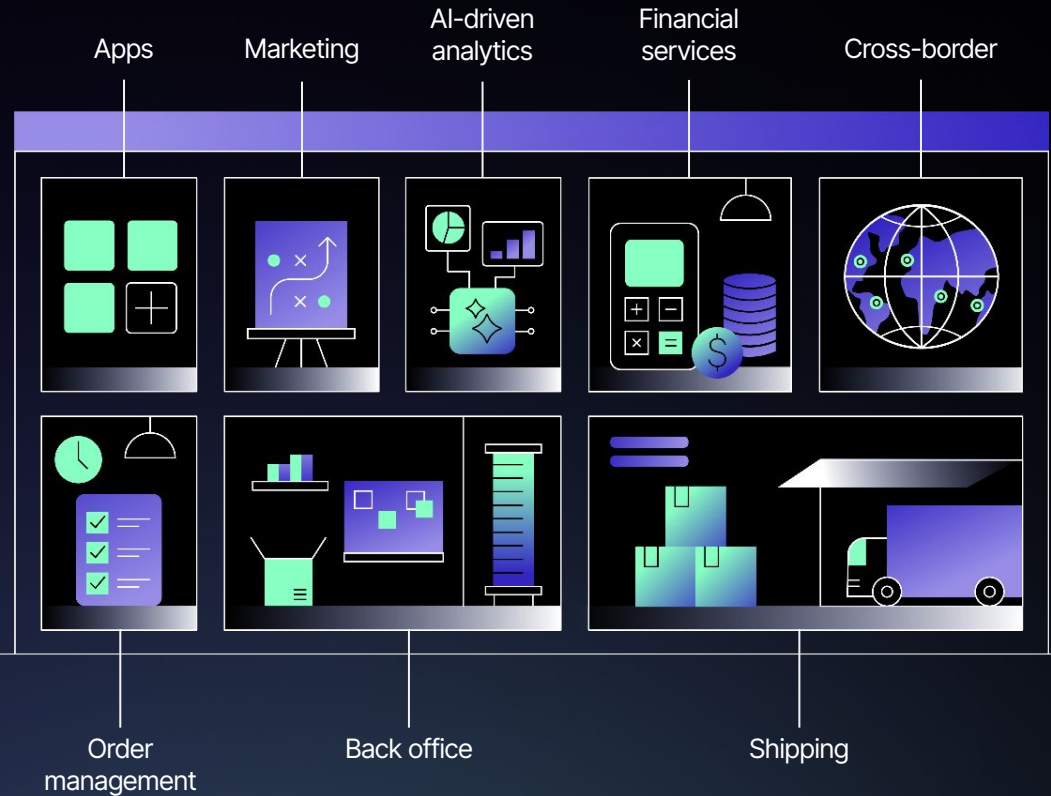 Apps
Marketing
AI-driven
analytics
Financial
services
Cross-border
$
Order
management
Back office
Shipping